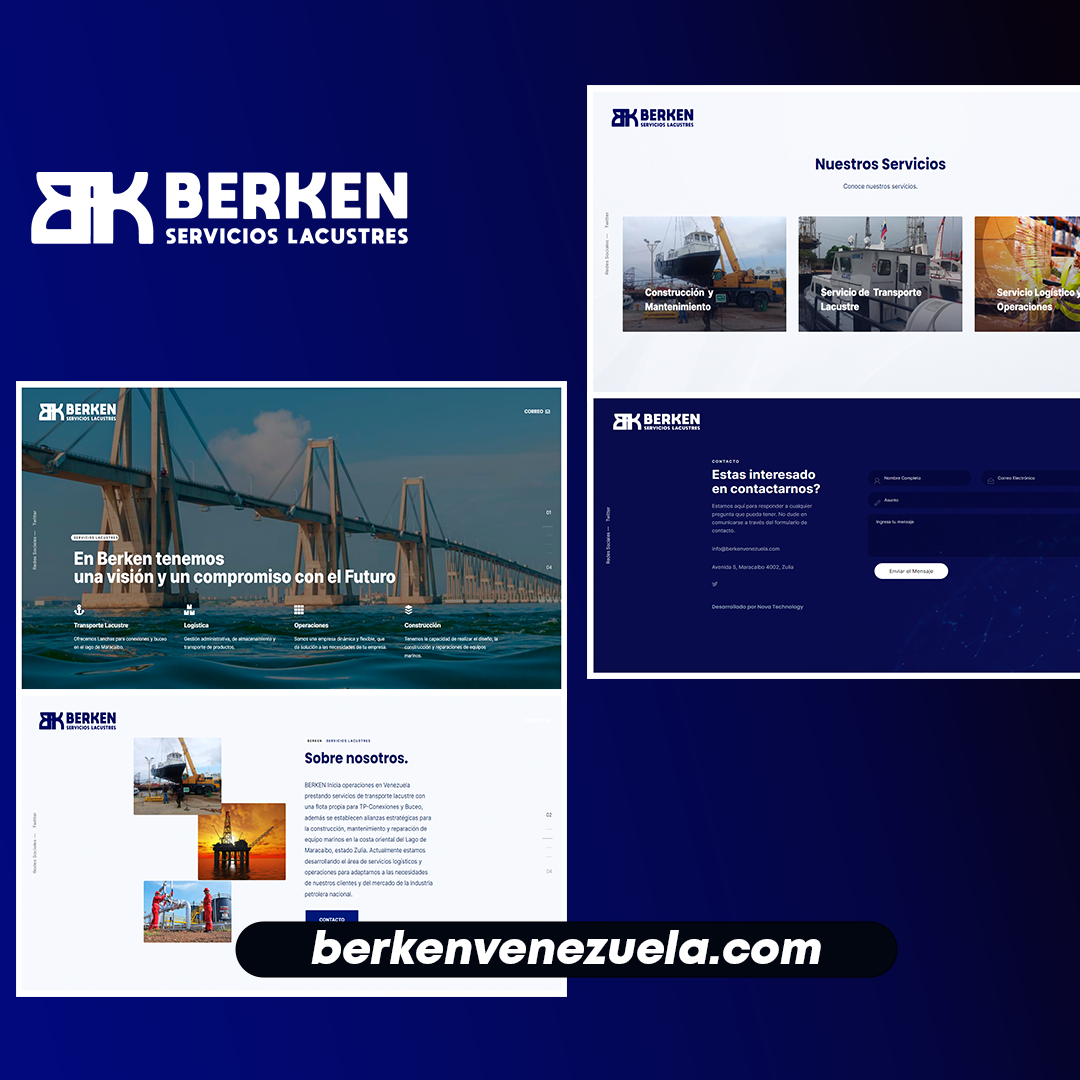 BK BERKEN
SERVICIOS LACUSTRES
BK BERKEN
SERVICIOS LACUSTRES
Nuestros Servicios
Conoce nuestros servicios.
Redes Sociales — Twitter
Construcción y
Mantenimiento
Servicio de Transporte
Lacustre
Servicio Logístico y
Operaciones
BK BERKEN
SERVICIOS LACUSTRES
CORREO
SERVICIOS LACUSTRES
En Berken tenemos
una visión y un compromiso con el Futuro
Redes Sociales — Twitter
01
04
Transporte Lacustre
Ofrecemos Lanchas para conexiones y buceo
en el lago de Maracaibo.
Logística
Gestión administrativa, de almacenamiento y
transporte de productos.
Operaciones
Somos una empresa dinámica y flexible, que
da solución a las necesidades de tu empresa.
Construcción
Tenemos la capacidad de realizar el diseño, la
construcción y reparaciones de equipos
marinos.
BK BERKEN
SERVICIOS LACUSTRES
CONTACTO
Estas interesado
en contactarnos?
Estamos aquí para responder a cualquier
pregunta que pueda tener. No dude en
comunicarse a través del formulario de
contacto.
info@berkenvenezuela.com
Avenida 5, Maracaibo 4002, Zulia
Desarrollado por Nova Technology
Redes Sociales — Twitter
Nombre Completo
Correo Electrónico
Asunto
Ingresa tu mensaje
Enviar el Mensaje
BK BERKEN
SERVICIOS LACUSTRES
BERKEN SERVICIOS LACUSTRES
Sobre nosotros.
BERKEN Inicia operaciones en Venezuela
prestando servicios de transporte lacustre con
una flota propia para TP-Conexiones y Buceo,
además se establecen alianzas estratégicas para
la construcción, mantenimiento y reparación de
equipo marinos en la costa oriental del Lago de
Maracaibo, estado Zulia. Actualmente estamos
desarrollando el área de servicios logísticos y
operaciones para adaptarnos a las necesidades
de nuestros clientes y del mercado de la industria
petrolera nacional.
CONTACTO
Redes Sociales — Twitter
02
04
berkenvenezuela.com